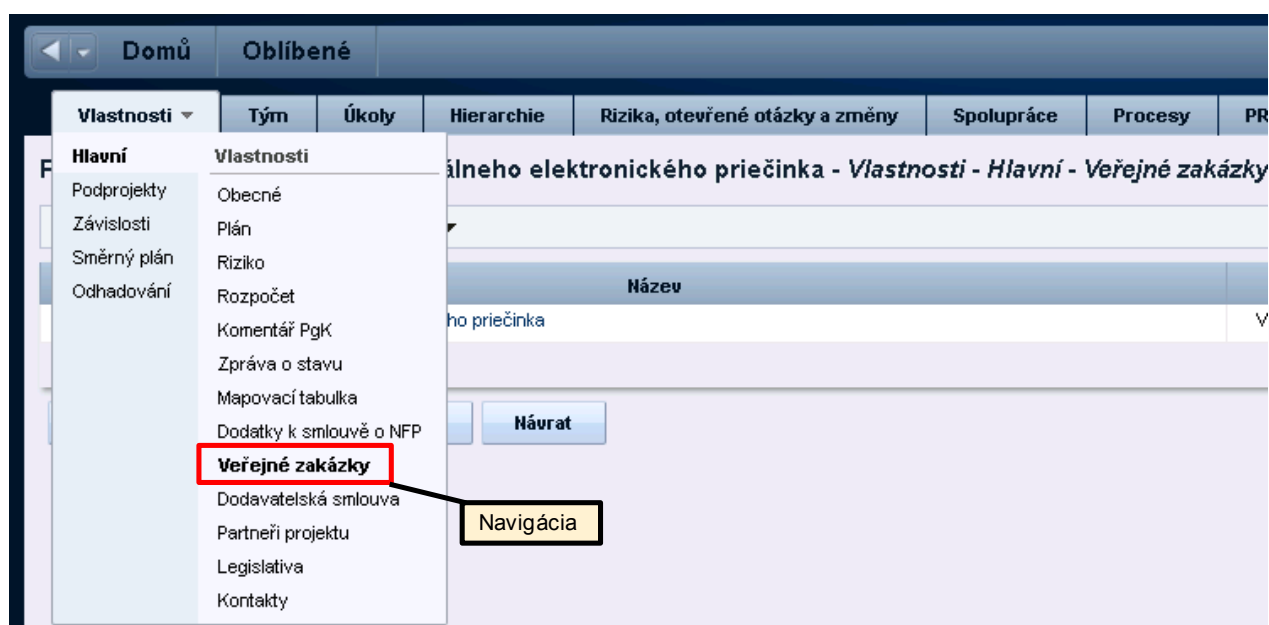 Domů Oblíbené
Vlastnosti Tým Úkoly Hierarchie Rizika, otevřené otázky a změny Spolupráce Procesy PR
Hlavní Vlastnosti
F álneho elektronického priečinka - Vlastnosti - Hlavní - Veřejné zakázky
Podprojekty Obecné
Závislosti Plán
Směrný plán Riziko
Název
Odhadování Rozpočet
ho priečinka V
Komentář PgK
Zpráva o stavu
Mapovací tabulka
Dodatky k smlouvě o NFP
Návrat
Veřejné zakázky
Dodavatelská smlouva
Navigácia
Partneři projektu
Legislativa
Kontakty